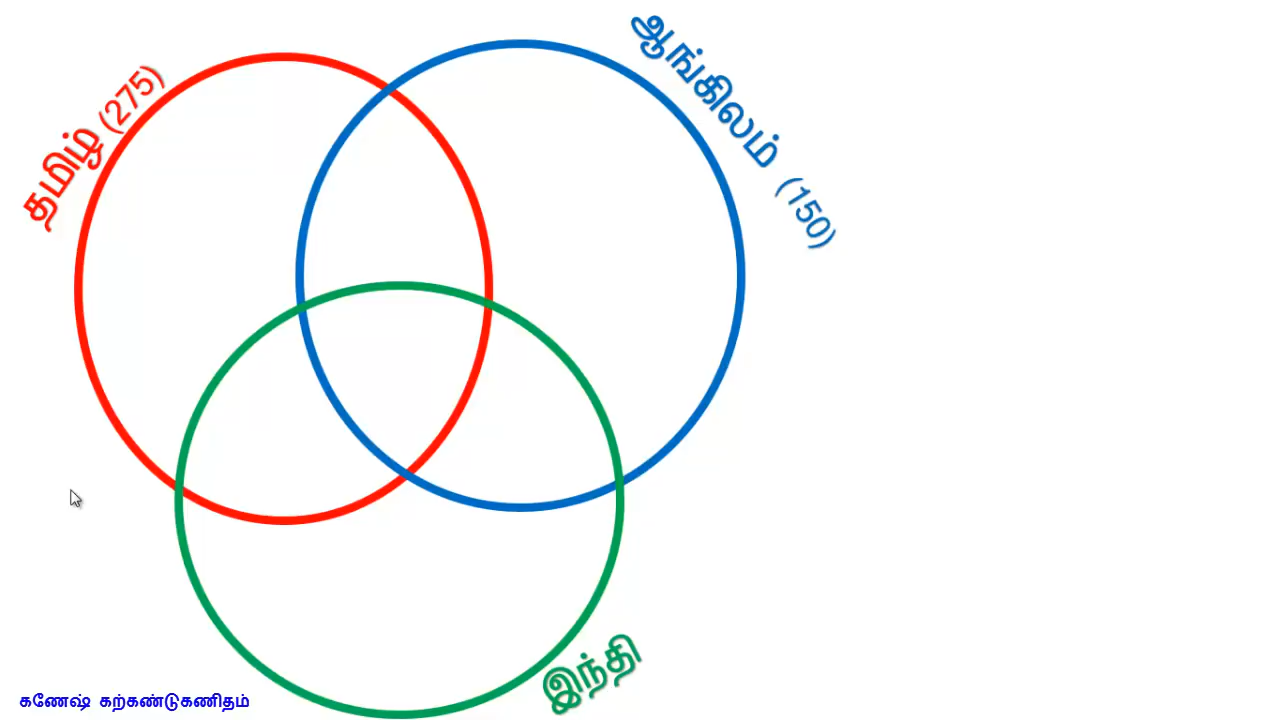 தமிழ் (275)
ஆங்கிலம் (150)
இந்தி
கணேஷ் கற்கண்டுகணிதம்